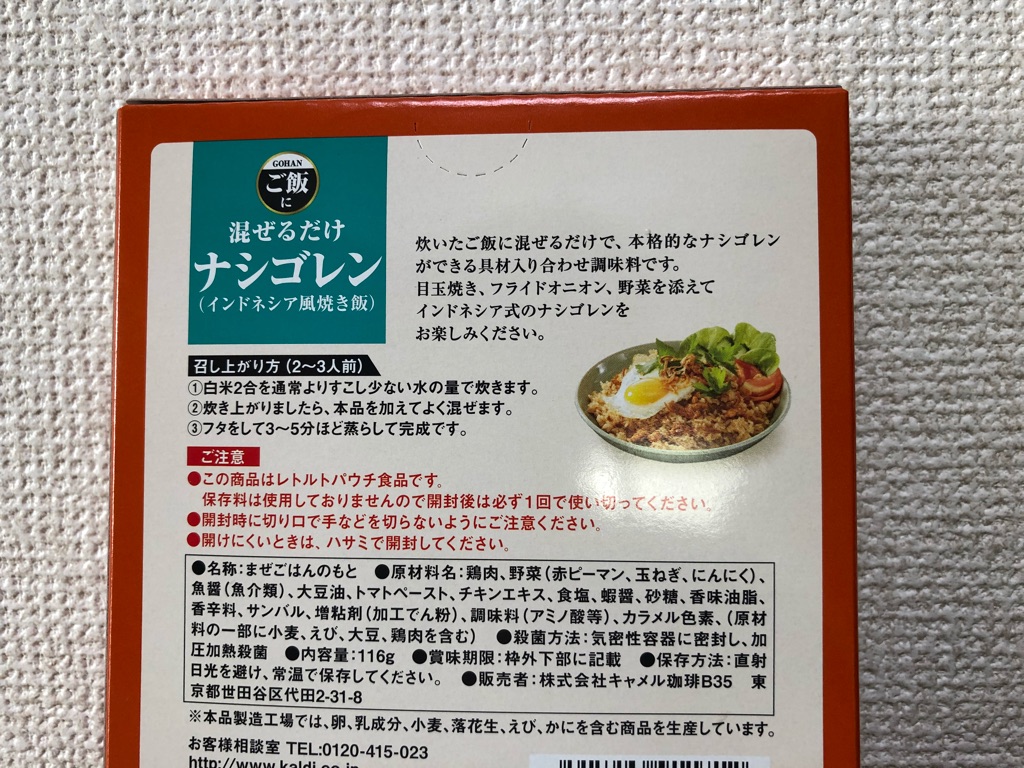 GOHAN
ご飯
に
混ぜるだけ
ナシゴレン
(インドネシア風焼き飯)
炊いたご飯に混ぜるだけで、本格的なナシゴレン
ができる具材入り合わせ調味料です。
目玉焼き、フライドオニオン、野菜を添えて
インドネシア式のナシゴレンを
お楽しみください。
召し上がり方(2〜3人前)
①白米2合を通常よりすこし少ない水の量で炊きます。
②炊き上がりましたら、本品を加えてよく混ぜます。
③フタをして3〜5分ほど蒸らして完成です。
ご注意
●この商品はレトルトパウチ食品です。
保存料は使用しておりませんので開封後は必ず1回で使い切ってください。
●開封時に切り口で手などを切らないようにご注意ください。
●開けにくいときは、ハサミで開封してください。
●名称:まぜごはんのもと ●原材料名:鶏肉、野菜(赤ピーマン、玉ねぎ、にんにく)、
魚醤(魚介類)、大豆油、トマトペースト、チキンエキス、食塩、蝦醤、砂糖、香味油脂、
香辛料、サンバル、増粘剤(加工でん粉)、調味料(アミノ酸等)、カラメル色素、(原材
料の一部に小麦、えび、大豆、鶏肉を含む) ●殺菌方法:気密性容器に密封し、加
圧加熱殺菌 ●内容量:116g ●賞味期限:枠外下部に記載 ●保存方法:直射
日光を避け、常温で保存してください。 ●販売者:株式会社キャメル珈琲B35 東
京都世田谷区代田2-31-8
※本品製造工場では、卵、乳成分、小麦、落花生、えび、かにを含む商品を生産しています。
お客様相談室 TEL:0120-415-023
http://www.kaldi.co.jp